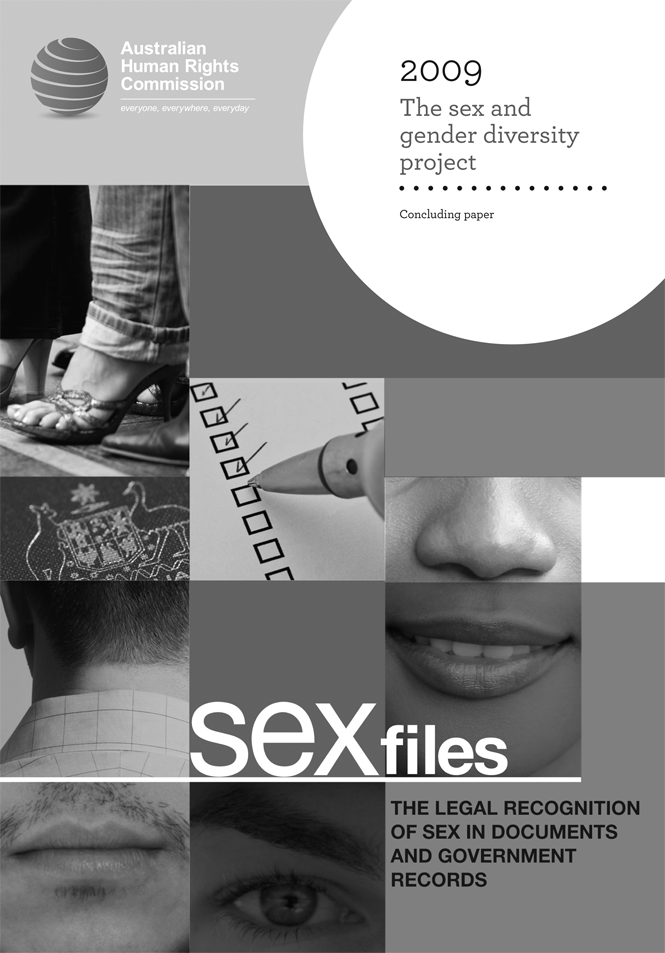 Australian
Human Rights
Commission
everyone, everywhere, everyday
2009
The sex and
gender diversity
project
Concluding paper
sexfiles
THE LEGAL RECOGNITION
OF SEX IN DOCUMENTS
AND GOVERNMENT
RECORDS